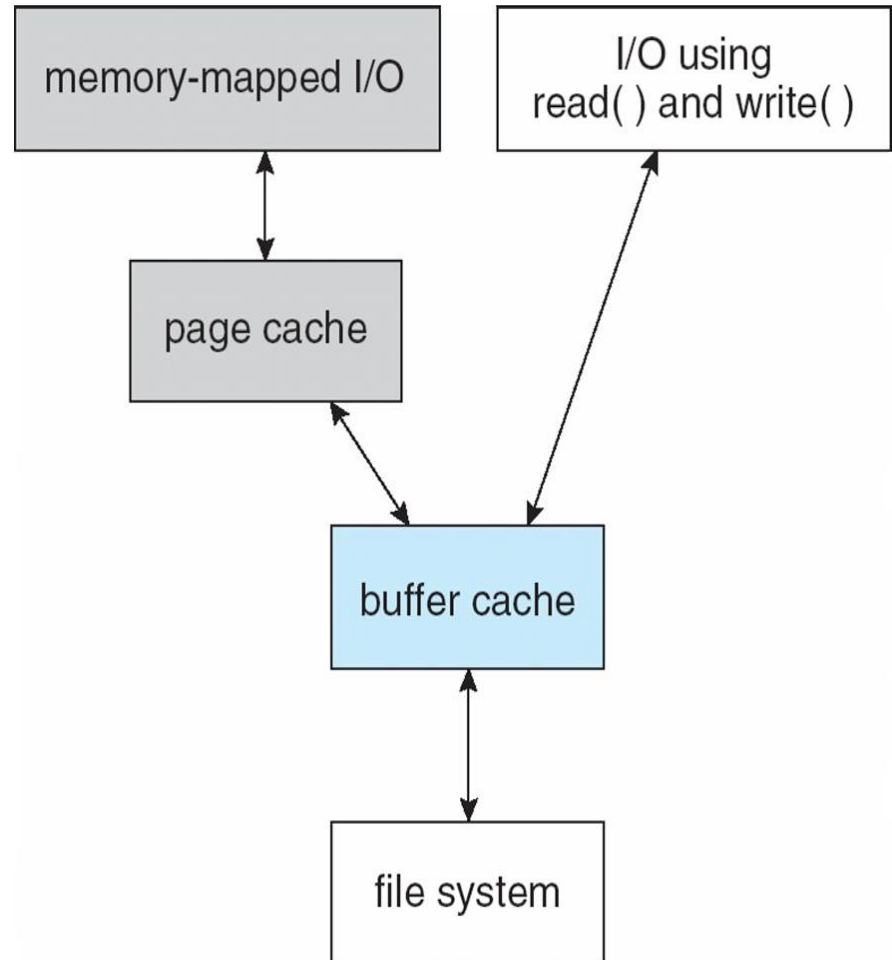 memory-mapped I/O
I/O using
read( ) and write( )
page cache
buffer cache
file system